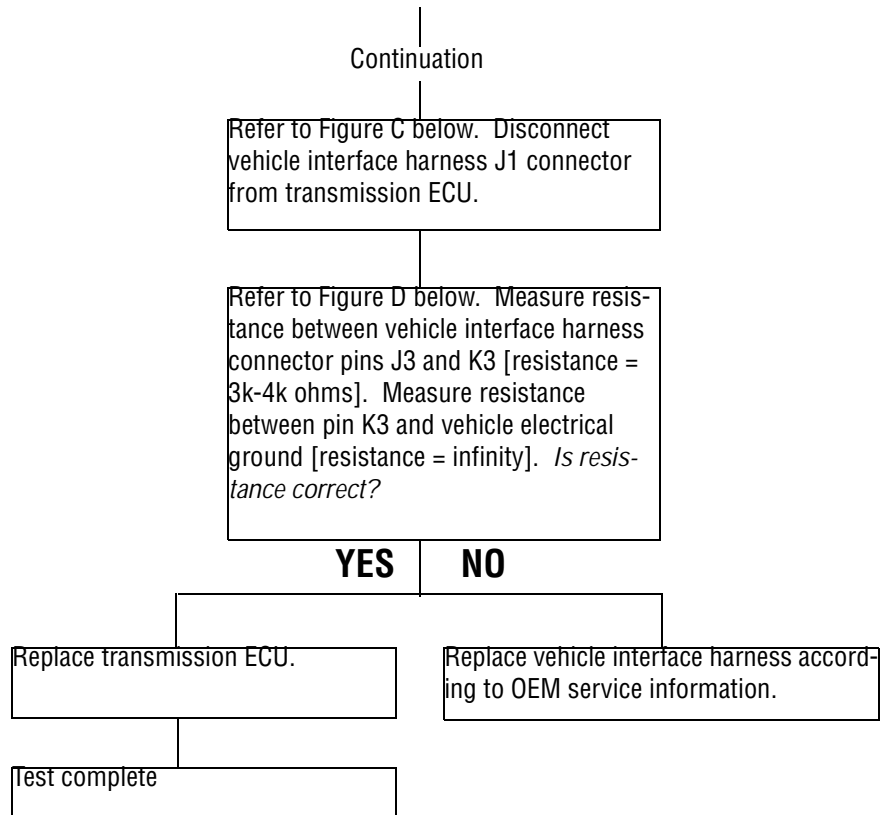 Continuation
Refer to Figure C below. Disconnect
vehicle interface harness J1 connector
from transmission ECU.
Refer to Figure D below. Measure resis-
tance between vehicle interface harness
connector pins J3 and K3 [resistance =
3k-4k ohms]. Measure resistance
between pin K3 and vehicle electrical
ground [resistance = infinity]. Is resis-
tance correct?
YES NO
Replace transmission ECU.
Replace vehicle interface harness accord-
ing to OEM service information.
Test complete